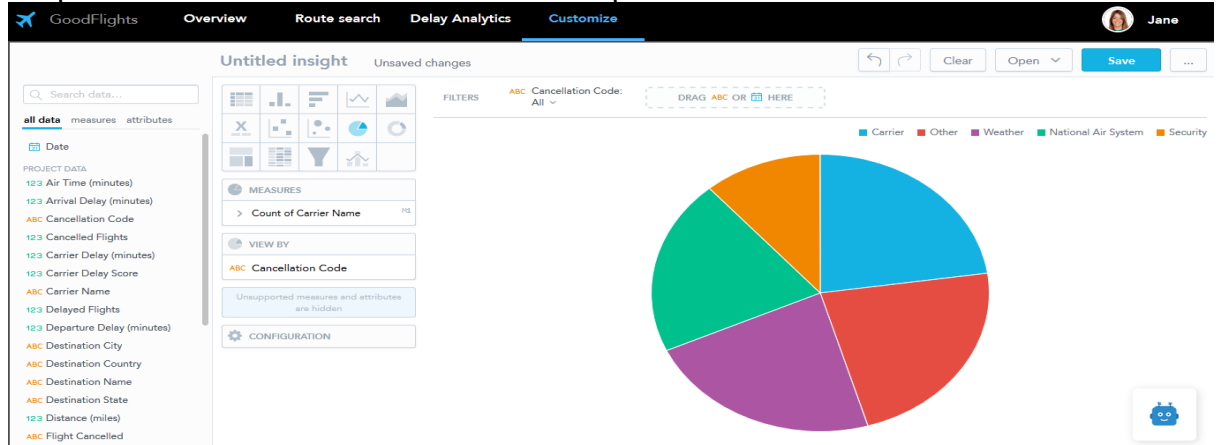 GoodFlights
Overview
Route search
Delay Analytics
Customize
Jane
Untitled insight
Unsaved changes
Clear
Open
Save
...
Search data...
all data
measures
attributes
Date
PROJECT DATA
123 Air Time (minutes)
123 Arrival Delay (minutes)
ABC Cancellation Code
123 Cancelled Flights
123 Carrier Delay (minutes)
123 Carrier Delay Score
ABC Carrier Name
123 Delayed Flights
123 Departure Delay (minutes)
ABC Destination City
ABC Destination Country
ABC Destination Name
ABC Destination State
123 Distance (miles)
ABC Flight Cancelled
MEASURES
Count of Carrier Name
M1
VIEW BY
ABC Cancellation Code
Unsupported measures and attributes
are hidden
CONFIGURATION
FILTERS
ABC Cancellation Code:
All
DRAG ABC OR HERE
Carrier
Other
Weather
National Air System
Security